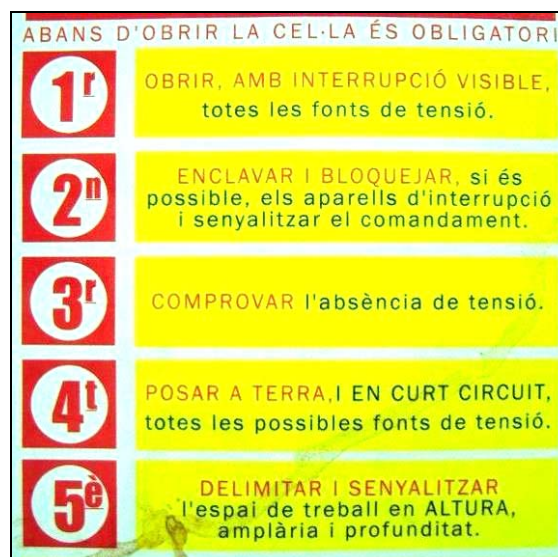 ABANS D'OBRIR LA CEL·LA ÉS OBLIGATORI
1r
OBRIR, AMB INTERRUPCIÓ VISIBLE,
totes les fonts de tensió.
2n
ENCLAVAR I BLOQUEJAR, si és
possible, els aparells d'interrupció
i senyalitzar el comandament.
3r
COMPROVAR l'absència de tensió.
4t
POSAR A TERRA,I EN CURT CIRCUIT,
totes les possibles fonts de tensió.
5è
DELIMITAR I SENYALITZAR
l'espai de treball en ALTURA,
amplària i profunditat.